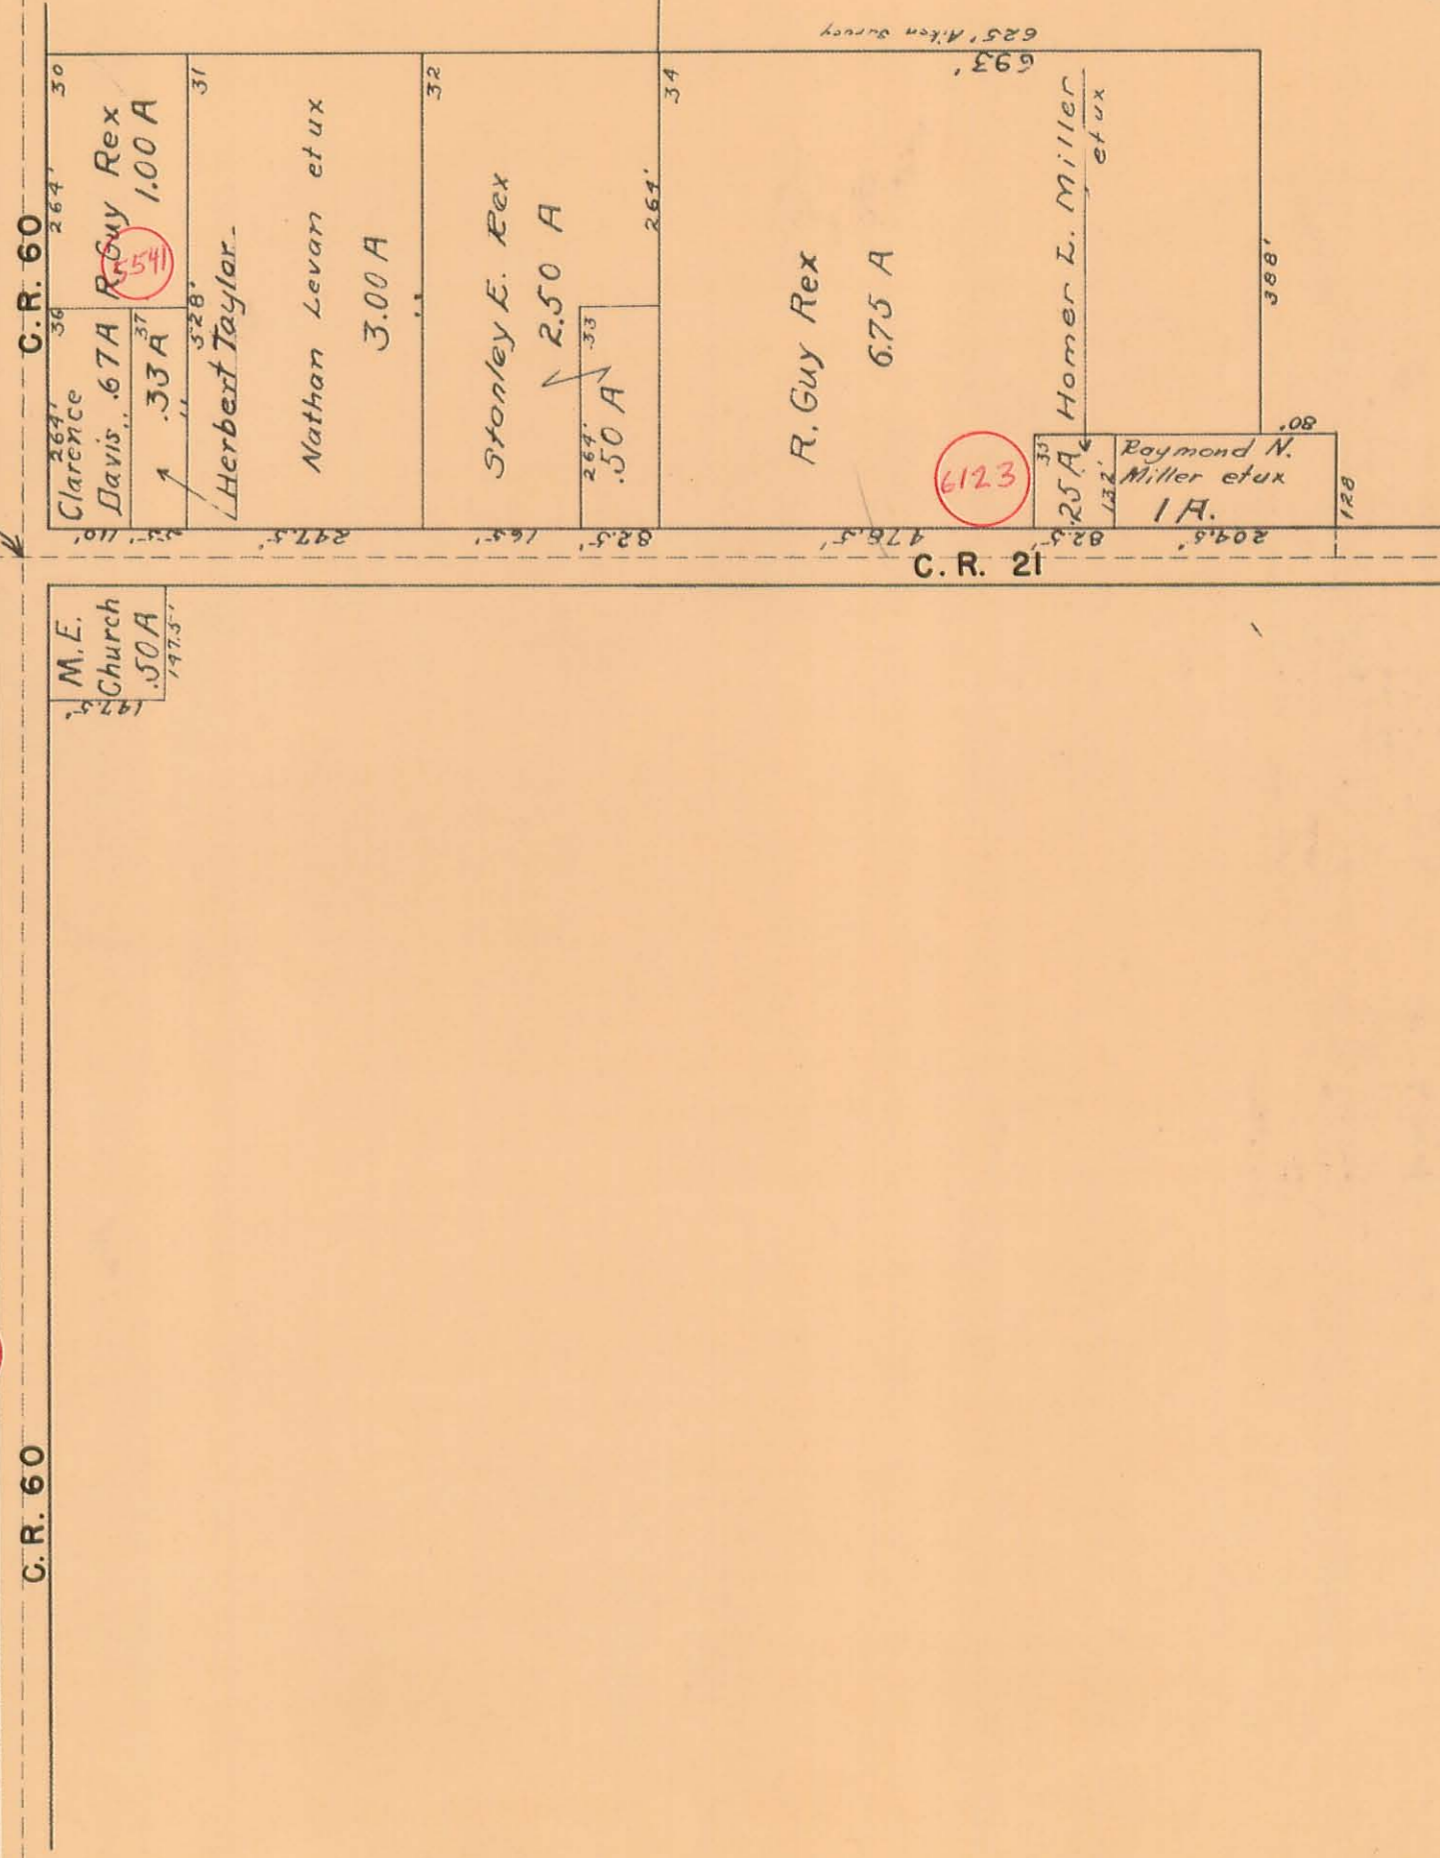 625' Aiken Survey
693'
C. R. 60
30
264'
R. Guy Rex
1.00 A
5541
36
264'
Clarence
Davis .67 A
37
.33 A
31
528'
Herbert Taylor
Nathan Levan et ux
3.00 A
32
Stanley E. Rex
2.50 A
33
264'
.50 A
34
264'
R. Guy Rex
6.75 A
6123
Homer L. Miller
et ux
35
.25 A
132'
388'
80'
Raymond N.
Miller et ux
1 A.
128
110'
55'
247.5'
165'
82.5'
478.5'
82.5'
204.5'
C. R. 21
M. E.
Church
.50 A
147.5'
147.5'
C. R. 60